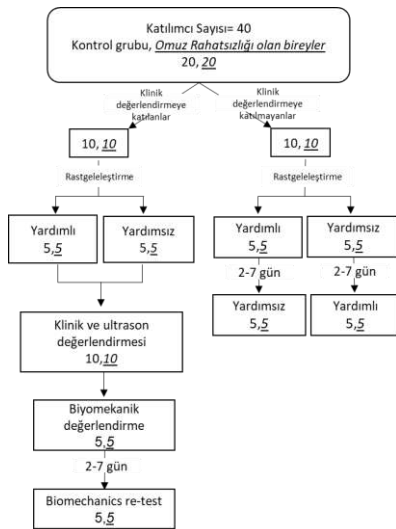 Katılımcı Sayısı= 40
Kontrol grubu, Omuz Rahatsızlığı olan bireyler
20, 20
Klinik
değerlendirmeye
katılanlar
Klinik
değerlendirmeye
katılmayanlar
10, 10
10, 10
Rastgeleleştirme
Rastgeleleştirme
Yardımlı
5,5
Yardımsız
5,5
Yardımlı
5,5
Yardımsız
5,5
2-7 gün
2-7 gün
Yardımsız
5,5
Yardımlı
5,5
Klinik ve ultrason
değerlendirmesi
10,10
Biyomekanik
değerlendirme
5,5
2-7 gün
Biomechanics re-test
5,5